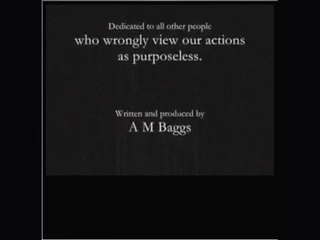 Dedicated to all other people
who wrongly view our actions
as purposeless.
Written and produced by
A M Baggs